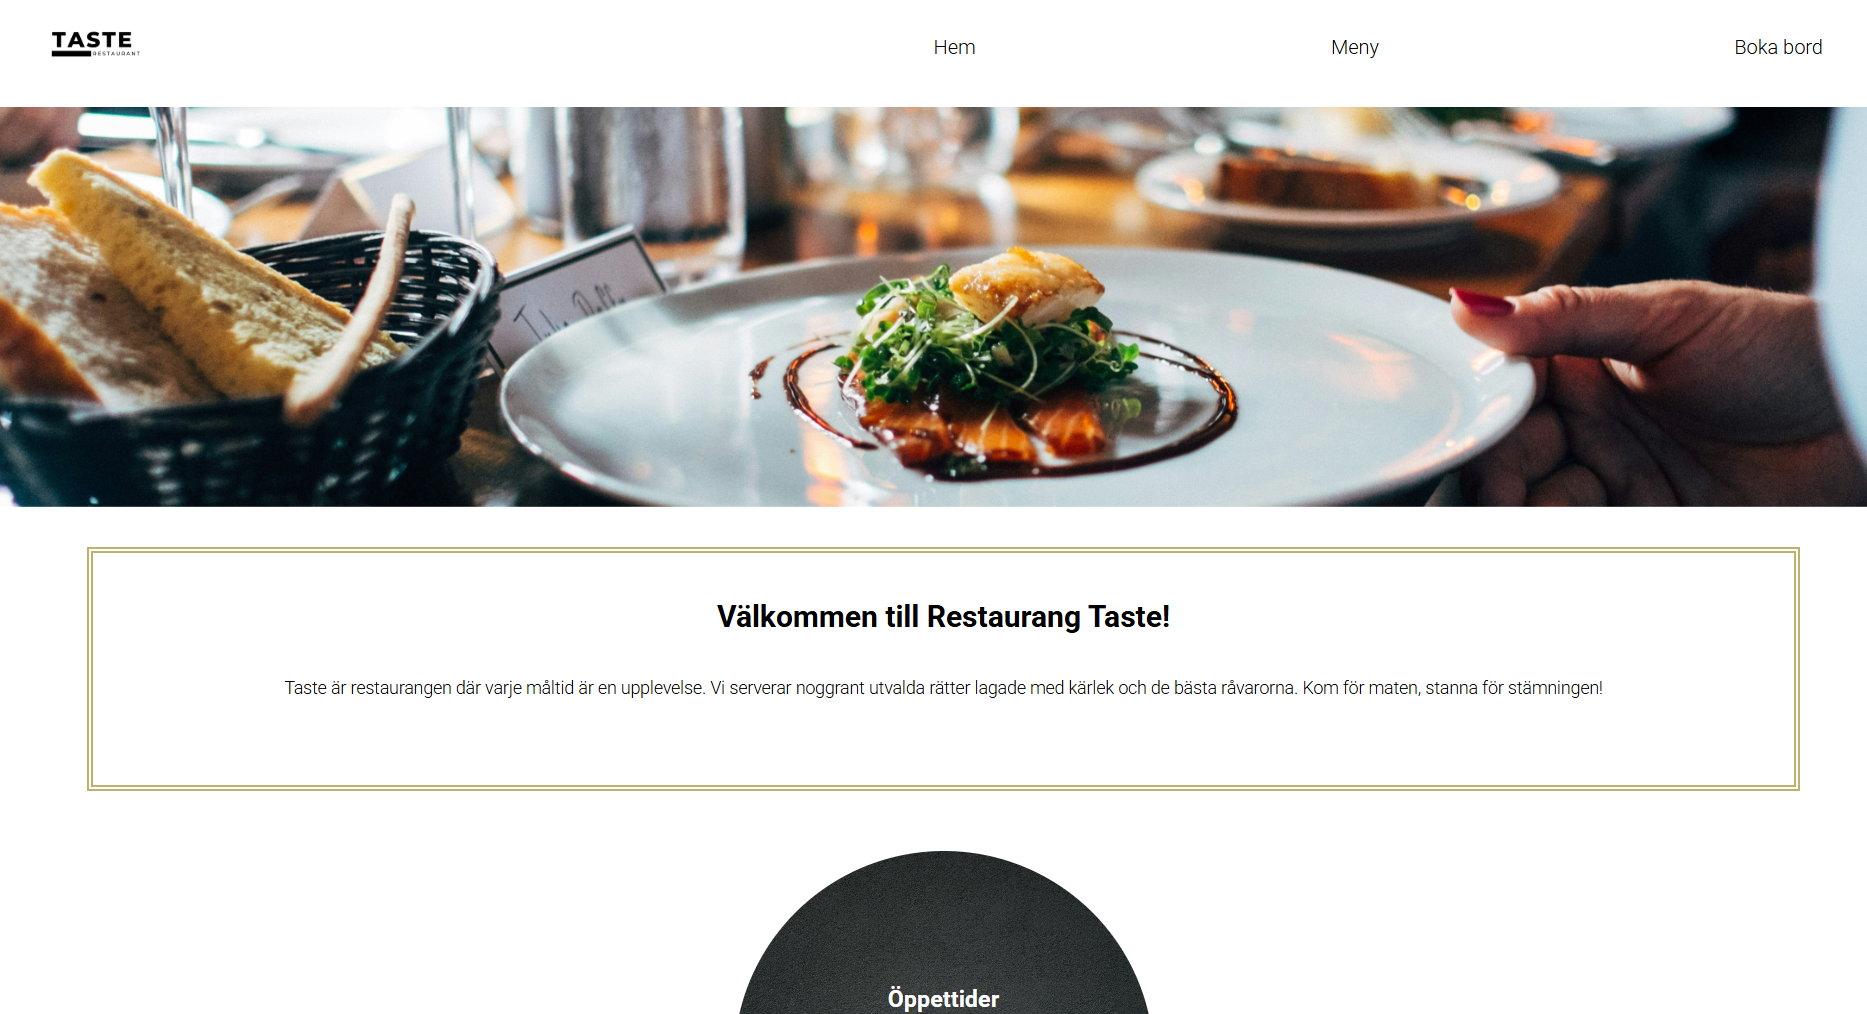 TASTE
RESTAURANT
Hem
Meny
Boka bord
Välkommen till Restaurang Taste!
Taste är restaurangen där varje måltid är en upplevelse. Vi serverar noggrant utvalda rätter lagade med kärlek och de bästa råvarorna. Kom för maten, stanna för stämningen!
Öppettider